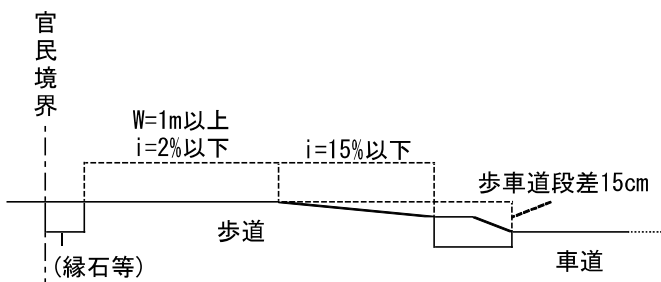 官民境界
W=1m以上
i=2%以下
i=15%以下
歩車道段差15cm
歩道
(縁石等)
車道